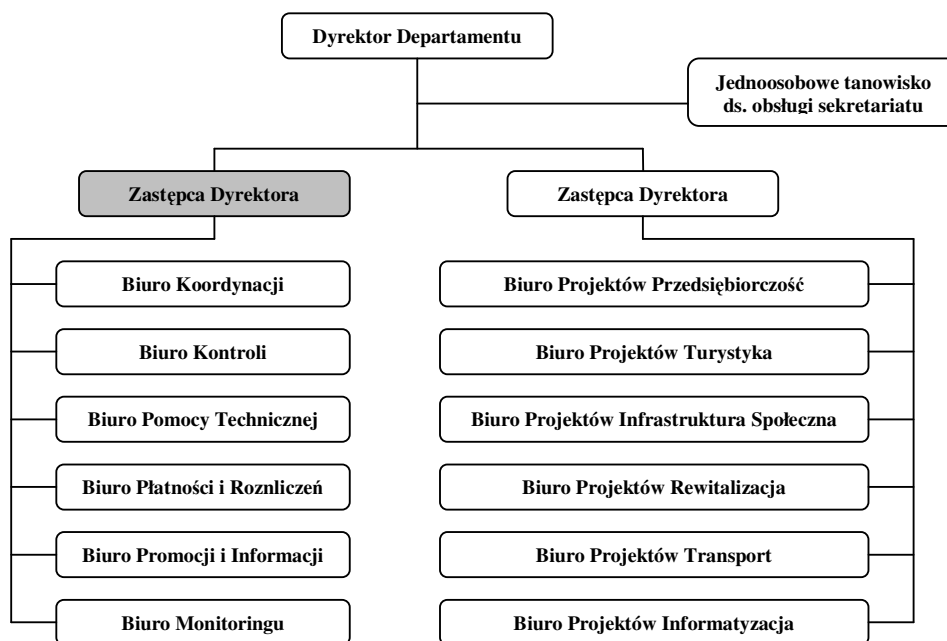 Dyrektor Departamentu
Jednoosobowe tanowisko
ds. obsługi sekretariatu
Zastępca Dyrektora
Zastępca Dyrektora
Biuro Koordynacji
Biuro Kontroli
Biuro Pomocy Technicznej
Biuro Płatności i Roznliczeń
Biuro Promocji i Informacji
Biuro Monitoringu
Biuro Projektów Przedsiębiorczość
Biuro Projektów Turystyka
Biuro Projektów Infrastruktura Społeczna
Biuro Projektów Rewitalizacja
Biuro Projektów Transport
Biuro Projektów Informatyzacja